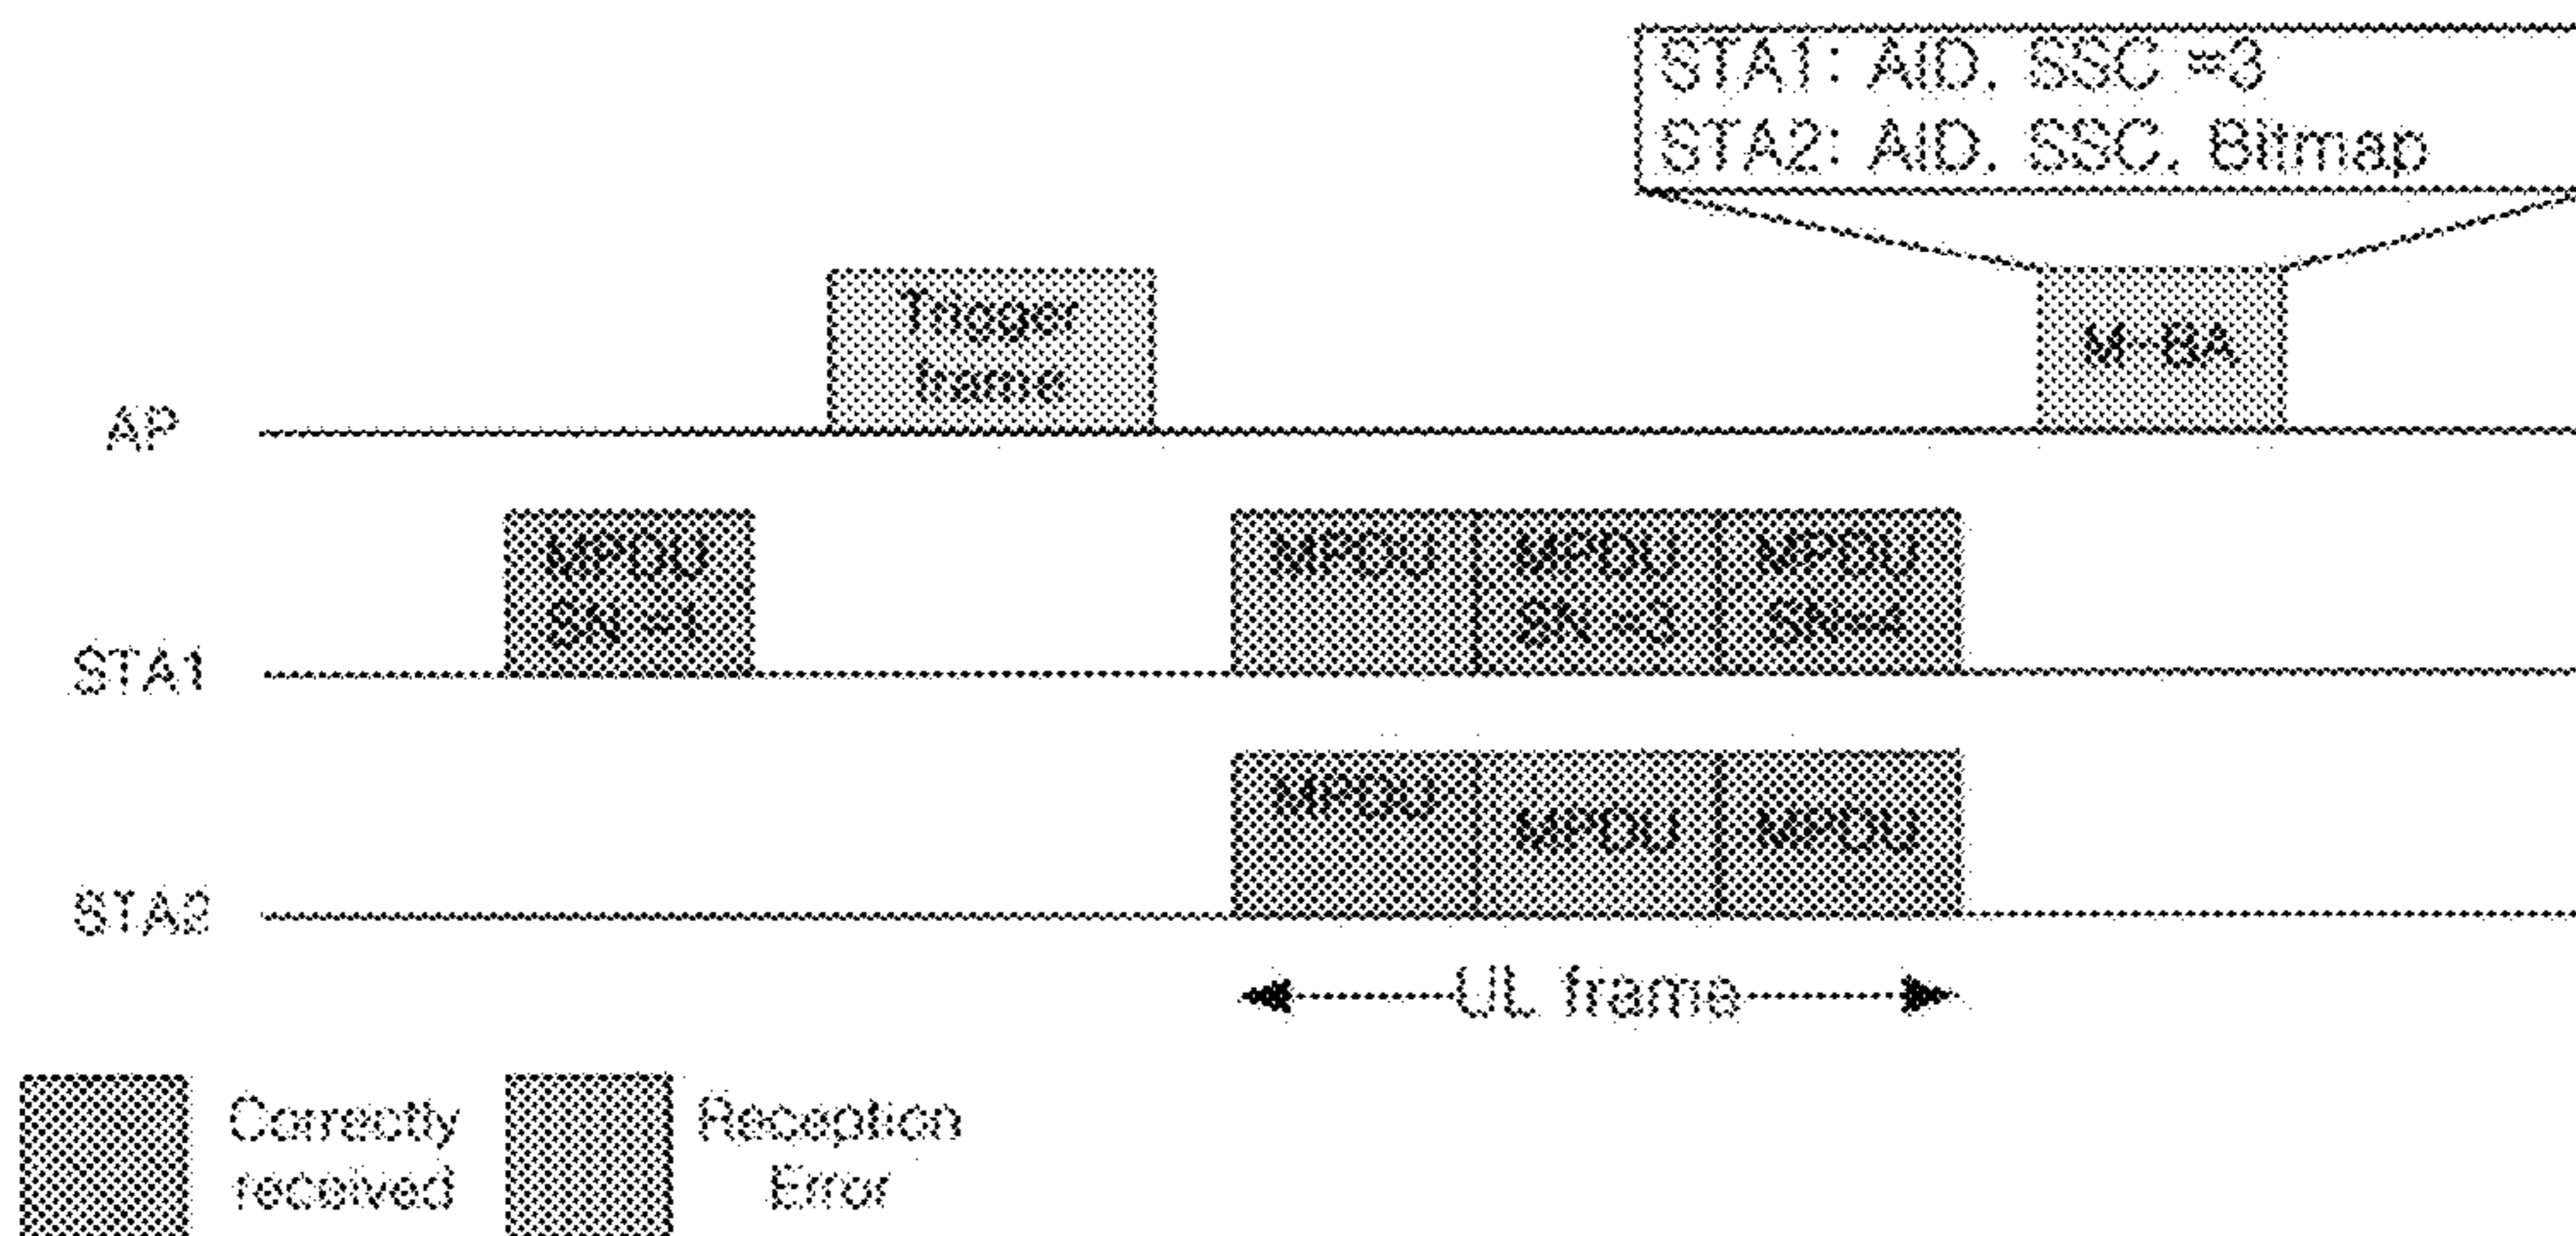 STA1: AID, SSC =3
STA2: AID, SSC, Bitmap
Trigger
frame
M-BA
AP
MPDU
SN =1
MPDU
MPDU
SN =3
MPDU
SN=4
STA1
MPDU
MPDU
MPDU
STA2
UL frame
Correctly
received
Reception
Error